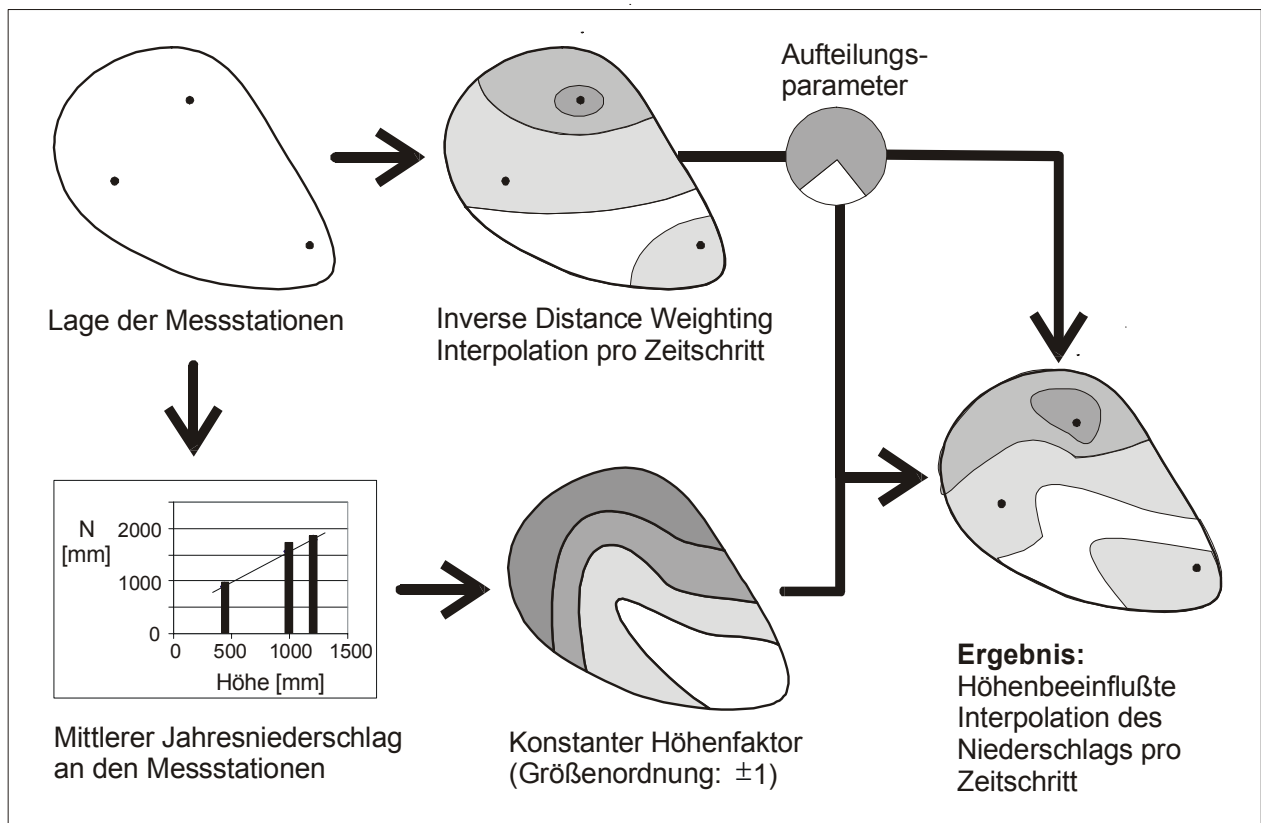 Aufteilungs-
parameter
Lage der Messstationen
Inverse Distance Weighting
Interpolation pro Zeitschritt
N
[mm]
2000
1000
0
0 500 1000 1500
Höhe [mm]
Mittlerer Jahresniederschlag
an den Messstationen
Konstanter Höhenfaktor
(Größenordnung: ±1)
Ergebnis:
Höhenbeeinflußte
Interpolation des
Niederschlags pro
Zeitschritt